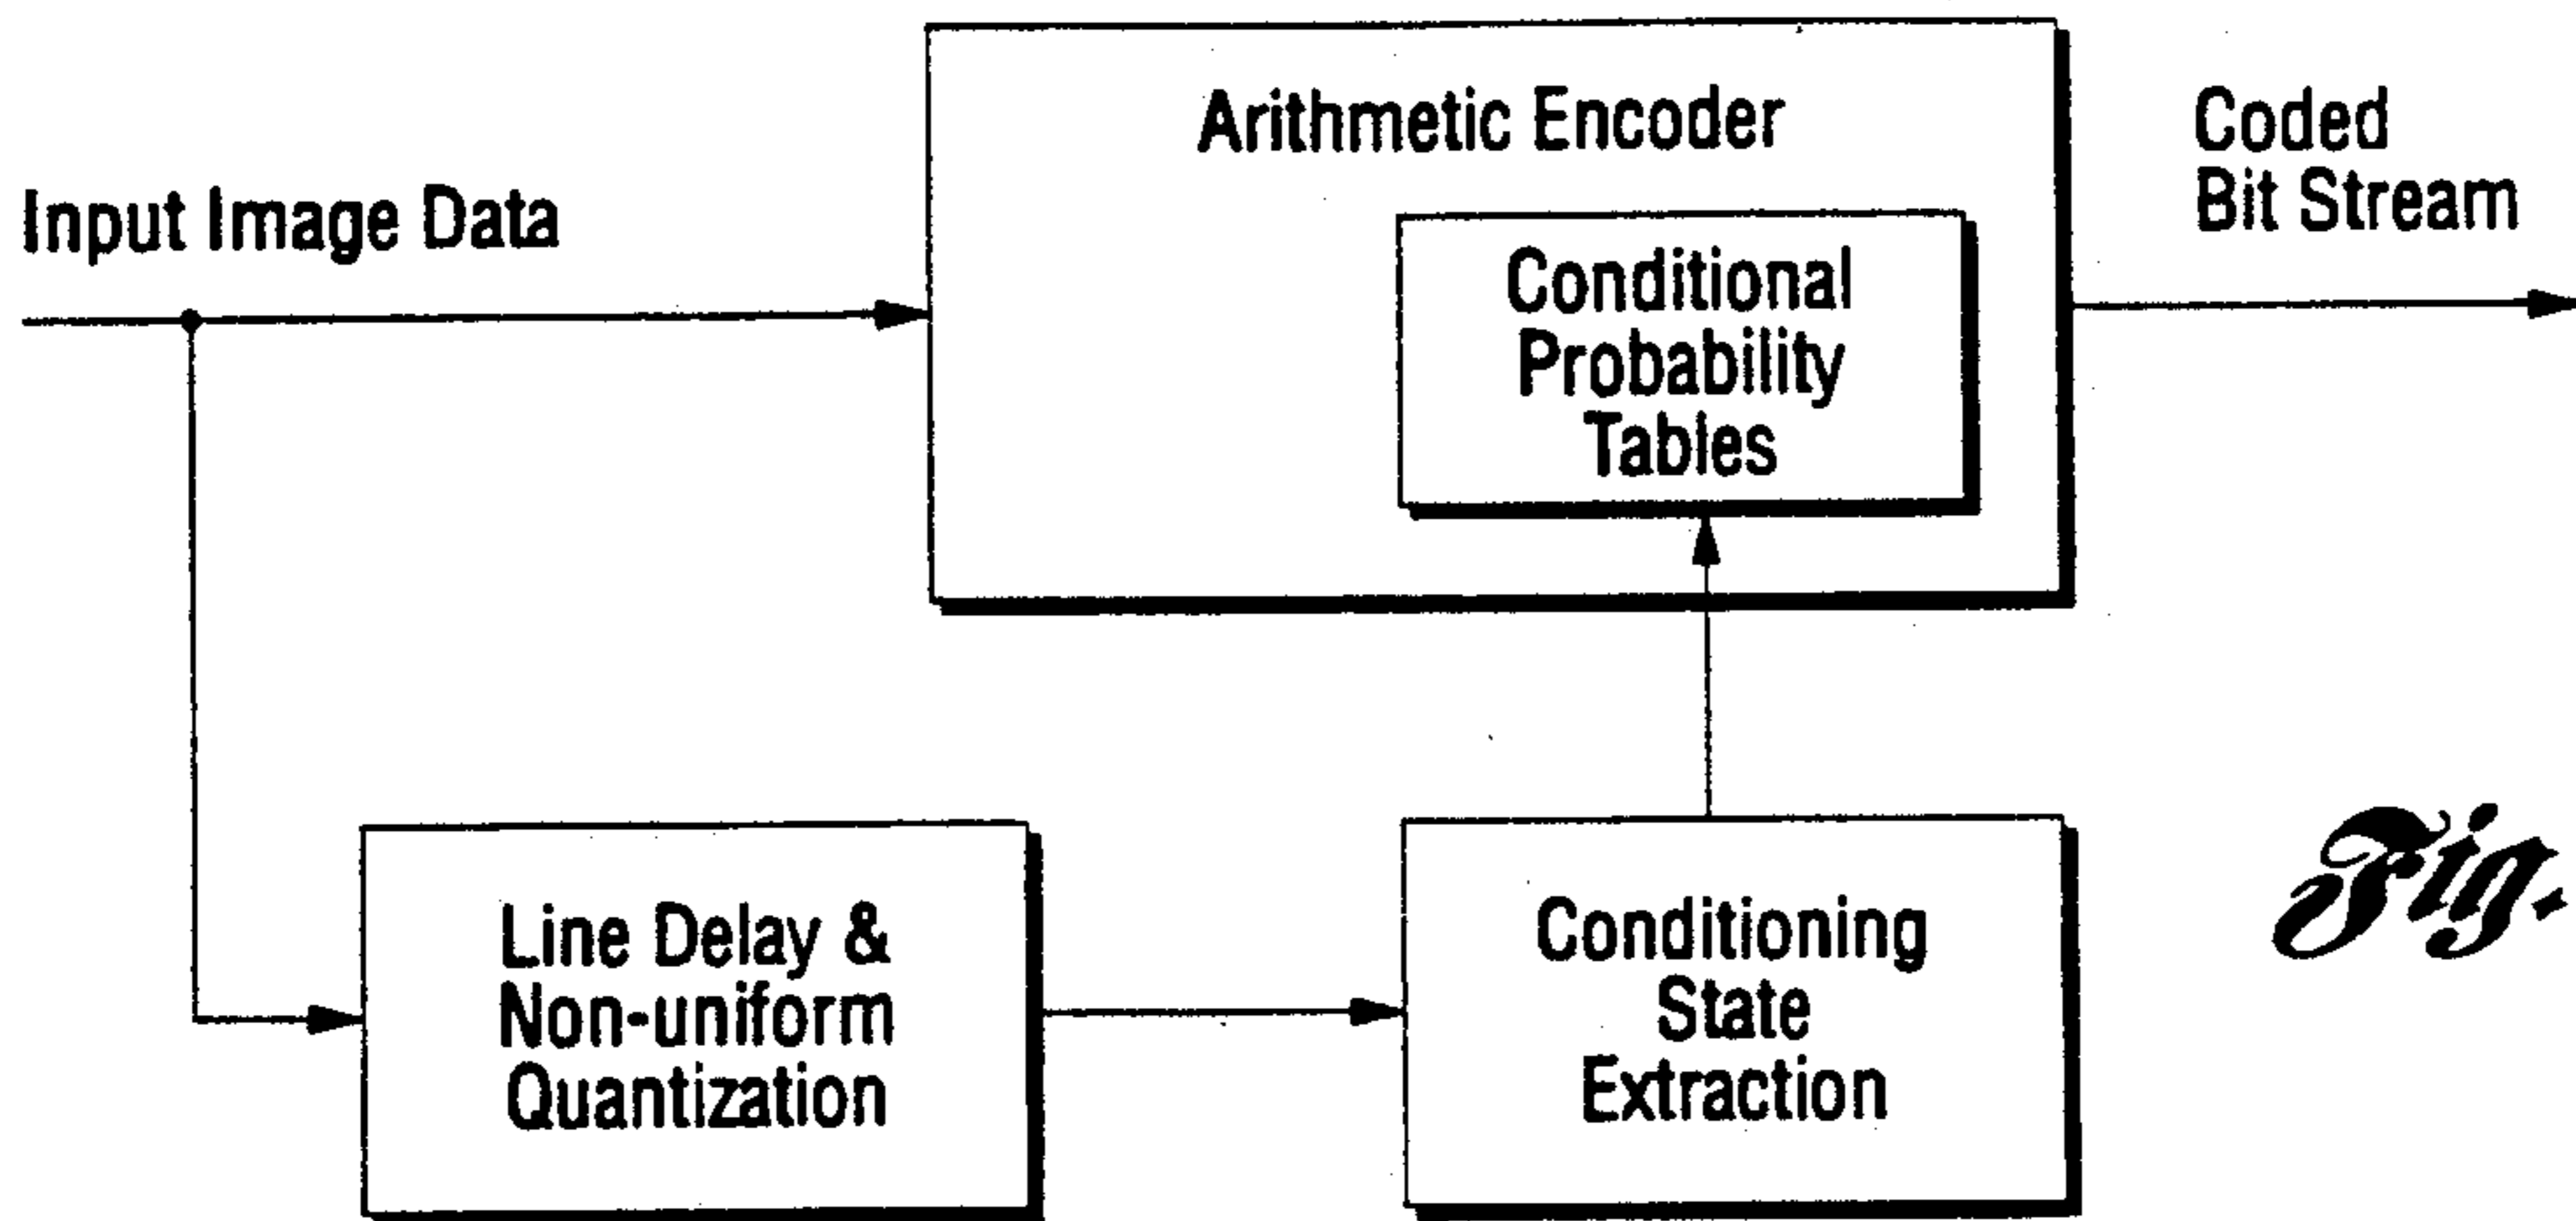 Arithmetic Encoder
Coded
Bit Stream
Input Image Data
Conditional
Probability
Tables
Line Delay &
Non-uniform
Quantization
Conditioning
State
Extraction
Fig.